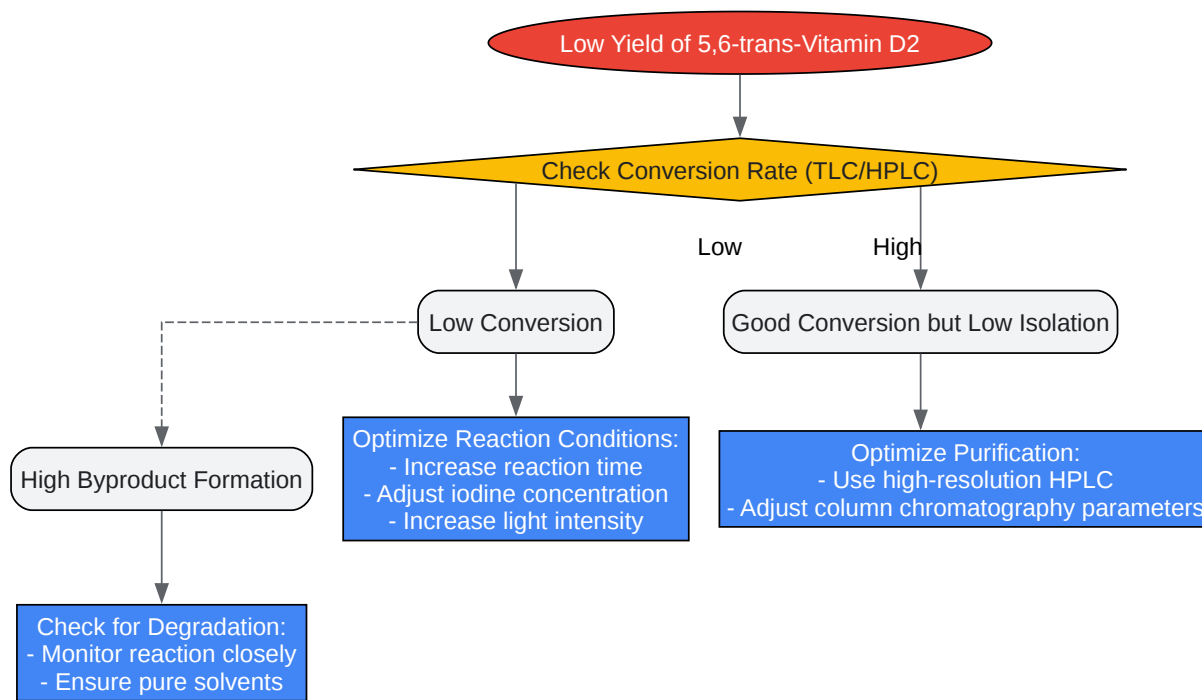 Low Yield of 5,6-trans-Vitamin D2
Check Conversion Rate (TLC/HPLC)
Low
High
Low Conversion
Good Conversion but Low Isolation
High Byproduct Formation
Optimize Reaction Conditions:
- Increase reaction time
- Adjust iodine concentration
- Increase light intensity
Optimize Purification:
- Use high-resolution HPLC
- Adjust column chromatography parameters
Check for Degradation:
- Monitor reaction closely
- Ensure pure solvents